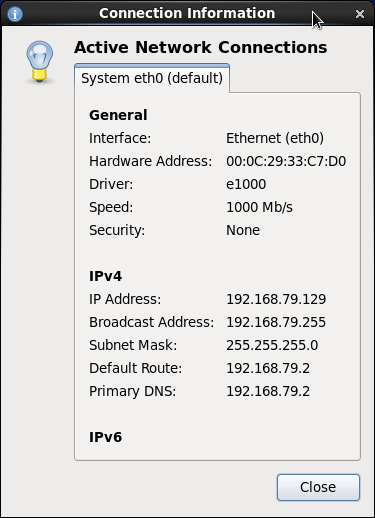 Connection Information
Active Network Connections
System eth0 (default)
General
Interface: Ethernet (eth0)
Hardware Address: 00:0C:29:33:C7:D0
Driver: e1000
Speed: 1000 Mb/s
Security: None
IPv4
IP Address: 192.168.79.129
Broadcast Address: 192.168.79.255
Subnet Mask: 255.255.255.0
Default Route: 192.168.79.2
Primary DNS: 192.168.79.2
IPv6
Close